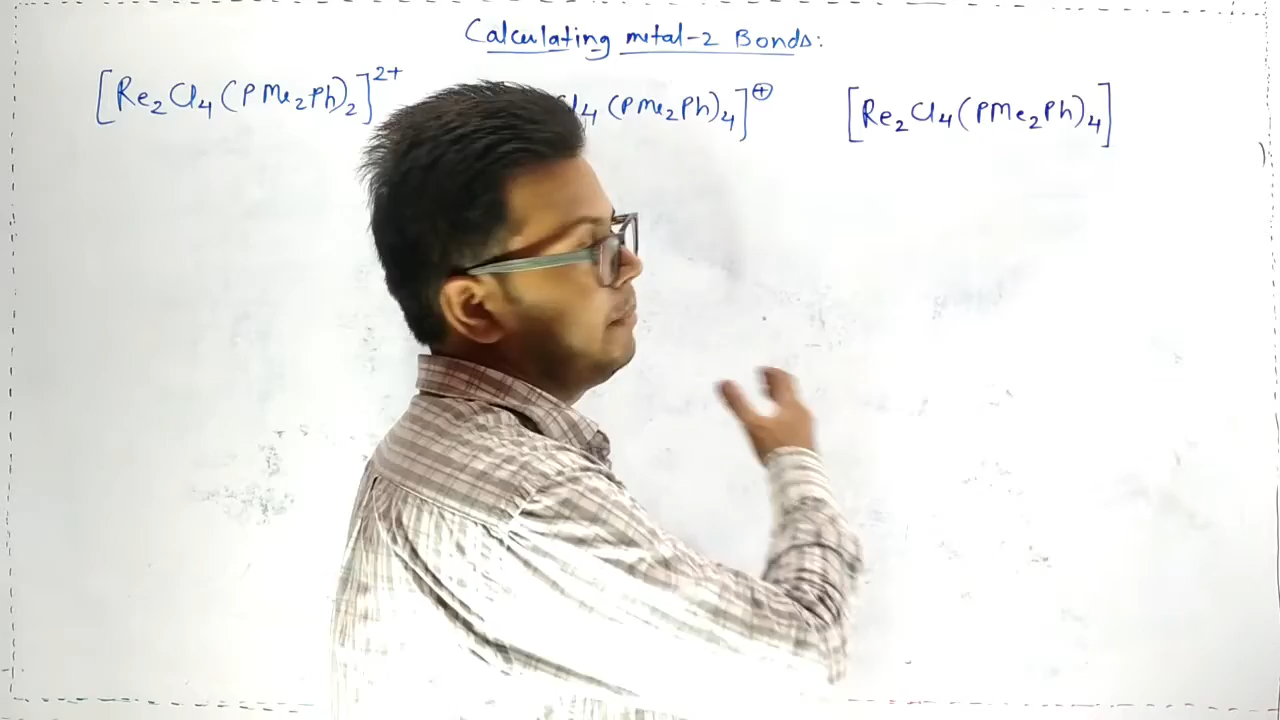 Calculating metal-2 Bonds:
[Re₂Cl₄(PMe₂Ph)₂]²⁺
Cl₄(PMe₂Ph)₄]⊕
[Re₂Cl₄(PMe₂Ph)₄]